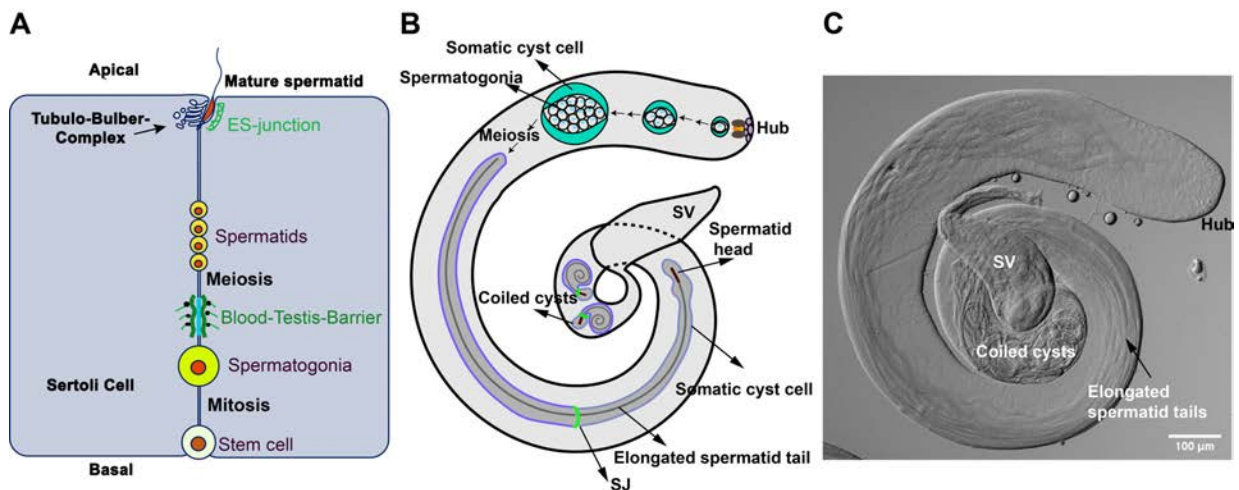 A
Apical
Mature spermatid
Tubulo-Bulber-
Complex
ES-junction
Spermatids
Meiosis
Blood-Testis-Barrier
Spermatogonia
Sertoli Cell
Mitosis
Stem cell
Basal
B
Somatic cyst cell
Spermatogonia
Meiosis
Hub
SV
Spermatid
head
Coiled cysts
Somatic cyst cell
Elongated spermatid tail
SJ
C
Hub
SV
Coiled cysts
Elongated
spermatid tails
100 µm